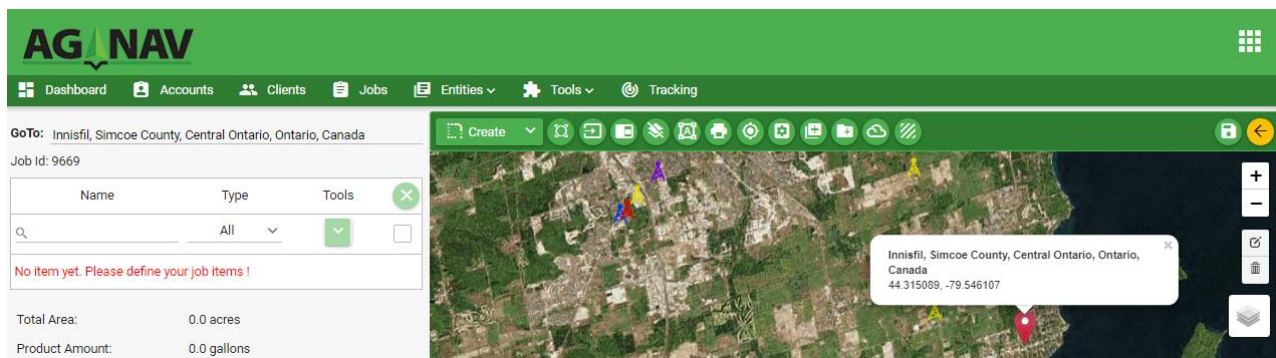 AG NAV
Dashboard Accounts Clients Jobs Entities Tools Tracking
GoTo: Innisfil, Simcoe County, Central Ontario, Ontario, Canada
Create
Job Id: 9669
Name Type Tools
All
No item yet. Please define your job items !
Total Area: 0.0 acres
Product Amount: 0.0 gallons
+
−
Innisfil, Simcoe County, Central Ontario, Ontario,
Canada
44.315089, -79.546107